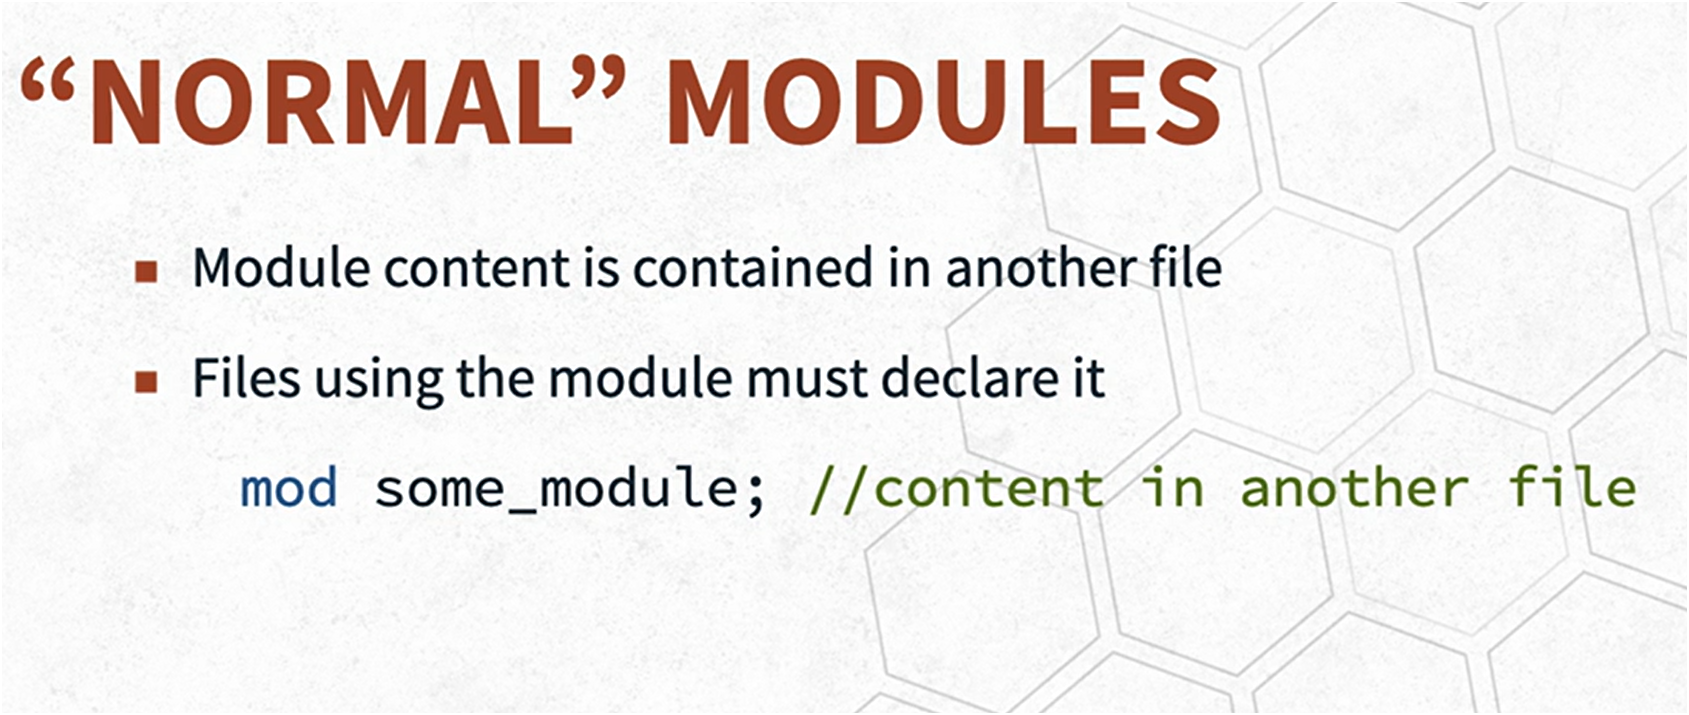 “NORMAL” MODULES
▪ Module content is contained in another file
▪ Files using the module must declare it
mod some_module; //content in another file